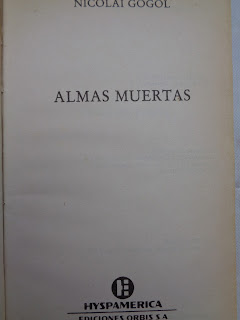 NICOLAI GOGOL
ALMAS MUERTAS
HYSPAMERICA
EDICIONES ORBIS S.A